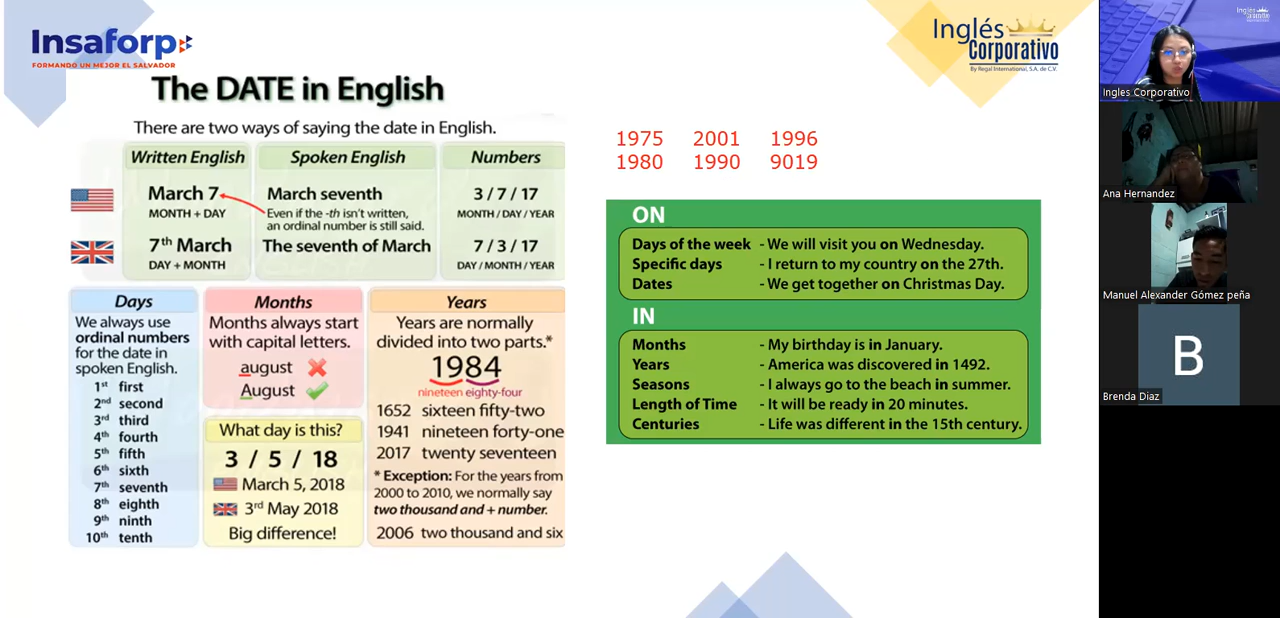 Insaforp
FORMANDO UN MEJOR EL SALVADOR
Inglés
Corporativo
By Regal International, S.A. de C.V.
The DATE in English
There are two ways of saying the date in English.
Written English Spoken English Numbers
March 7 March seventh 3 / 7 / 17
MONTH + DAY Even if the -th isn't written, an ordinal number is still said. MONTH / DAY / YEAR
7th March The seventh of March 7 / 3 / 17
DAY + MONTH DAY / MONTH / YEAR
Days
We always use
ordinal numbers
for the date in
spoken English.
1st first
2nd second
3rd third
4th fourth
5th fifth
6th sixth
7th seventh
8th eighth
9th ninth
10th tenth
Months
Months always start
with capital letters.
august
August
What day is this?
3 / 5 / 18
March 5, 2018
3rd May 2018
Big difference!
Years
Years are normally
divided into two parts.*
1984
nineteen eighty-four
1652 sixteen fifty-two
1941 nineteen forty-one
2017 twenty seventeen
* Exception: For the years from
2000 to 2010, we normally say
two thousand and + number.
2006 two thousand and six
1975 2001 1996
1980 1990 9019
ON
Days of the week - We will visit you on Wednesday.
Specific days - I return to my country on the 27th.
Dates - We get together on Christmas Day.
IN
Months - My birthday is in January.
Years - America was discovered in 1492.
Seasons - I always go to the beach in summer.
Length of Time - It will be ready in 20 minutes.
Centuries - Life was different in the 15th century.
Ingles Corporativo
Ana Hernandez
Manuel Alexander Gómez peña
B
Brenda Diaz